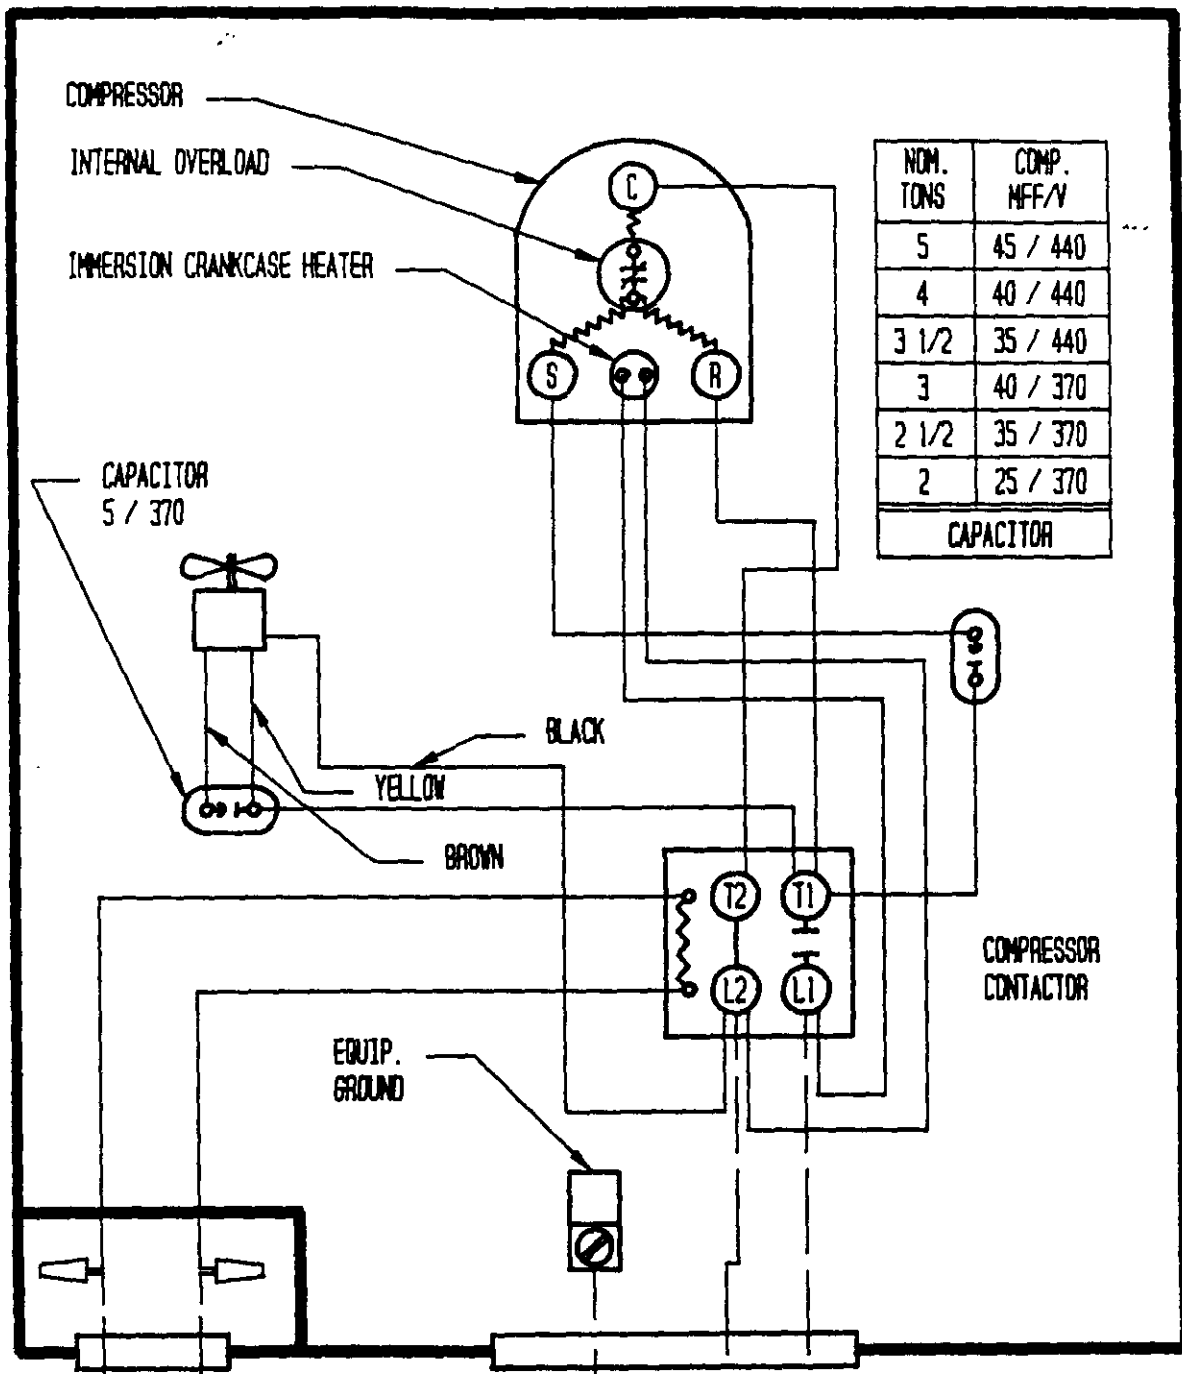 COMPRESSOR
INTERNAL OVERLOAD
IMMERSION CRANKCASE HEATER
C
S
R
NOM. TONS
COMP. MFF/V
5 45 / 440
4 40 / 440
3 1/2 35 / 440
3 40 / 370
2 1/2 35 / 370
2 25 / 370
CAPACITOR
CAPACITOR
5 / 370
BLACK
YELLOW
BROWN
T2 T1
L2 L1
COMPRESSOR
CONTACTOR
EQUIP.
GROUND